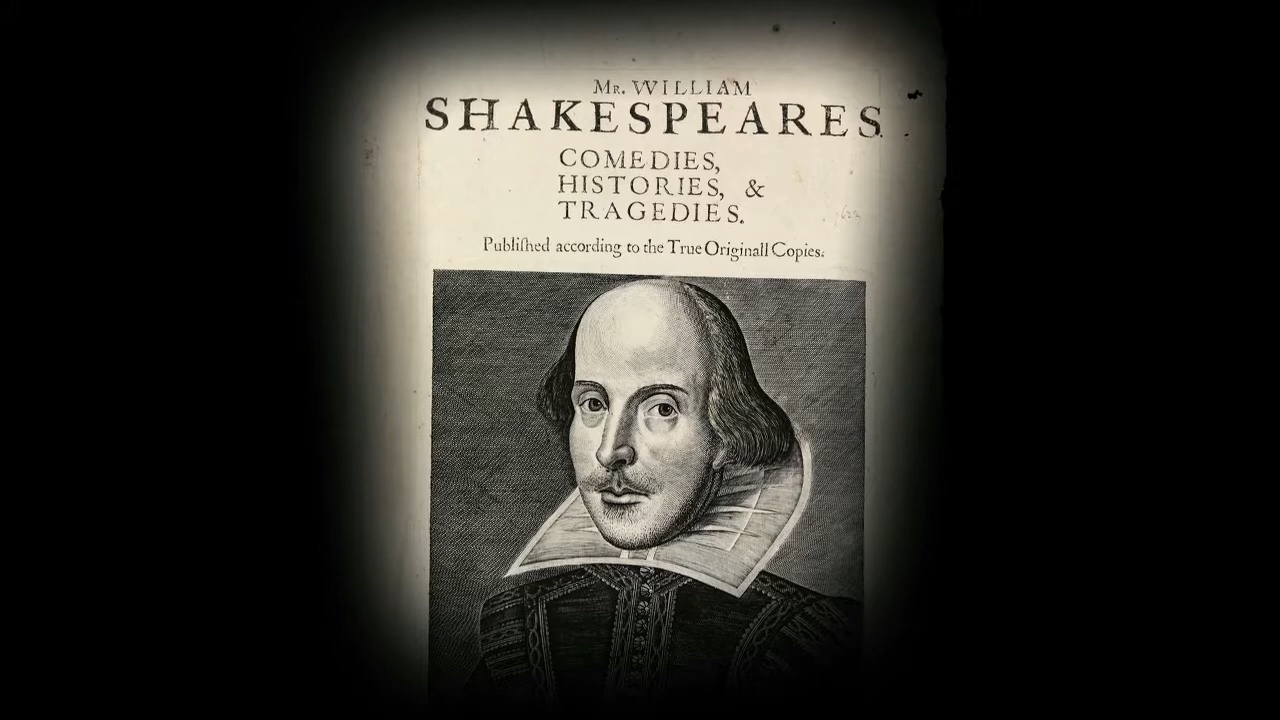 Mr. WILLIAM
SHAKESPEARES
COMEDIES,
HISTORIES, &
TRAGEDIES.
Publiſhed according to the True Originall Copies.